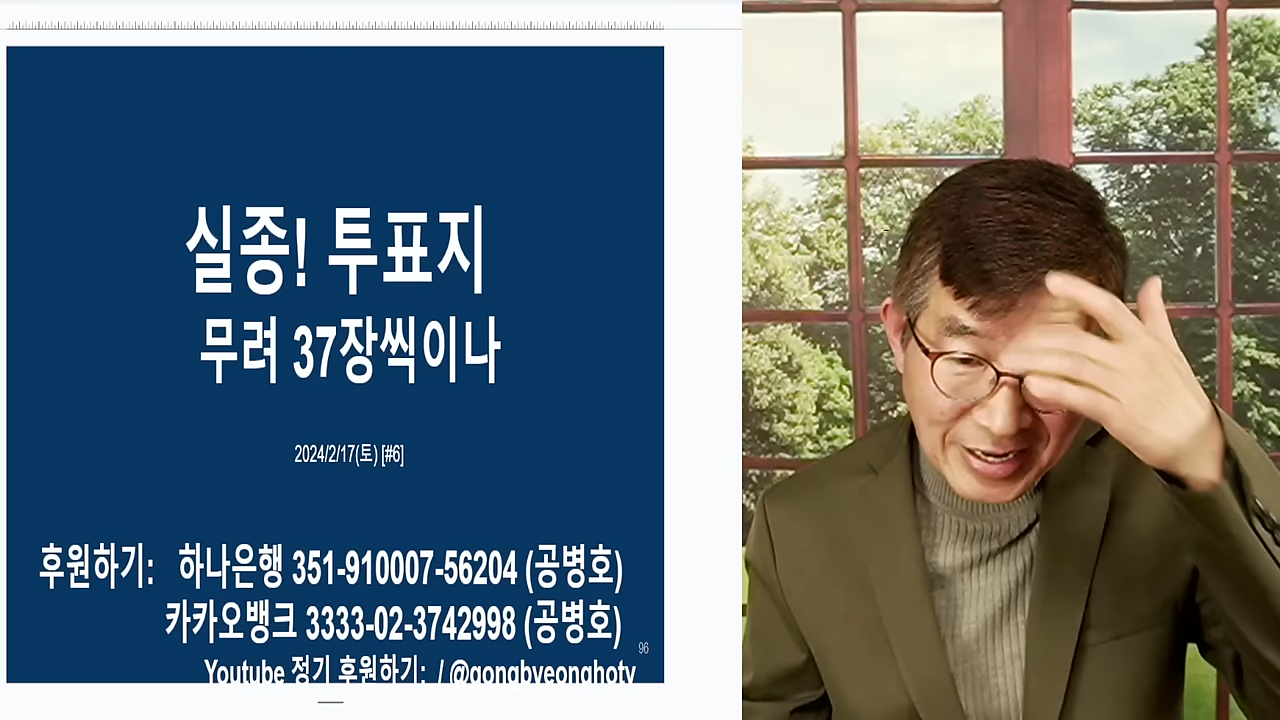 실종! 투표지
무려 37장씩이나
2024/2/17(토) [#6]
후원하기: 하나은행 351-910007-56204 (공병호)
카카오뱅크 3333-02-3742998 (공병호)
96
Youtube 정기 후원하기: / @gongbyeonghotv